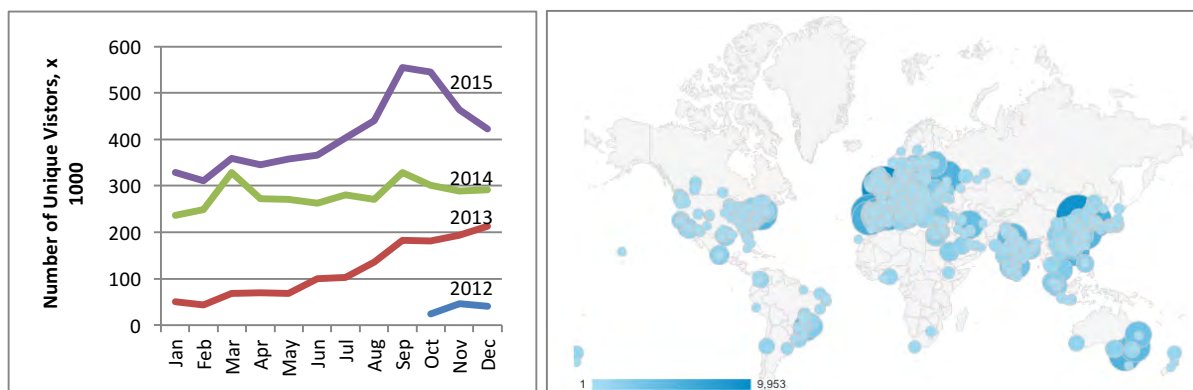 Number of Unique Vistors, x
1000
600
500
400
300
200
100
0
2015
2014
2013
2012
Jan
Feb
Mar
Apr
May
Jun
Jul
Aug
Sep
Oct
Nov
Dec
1 9,953